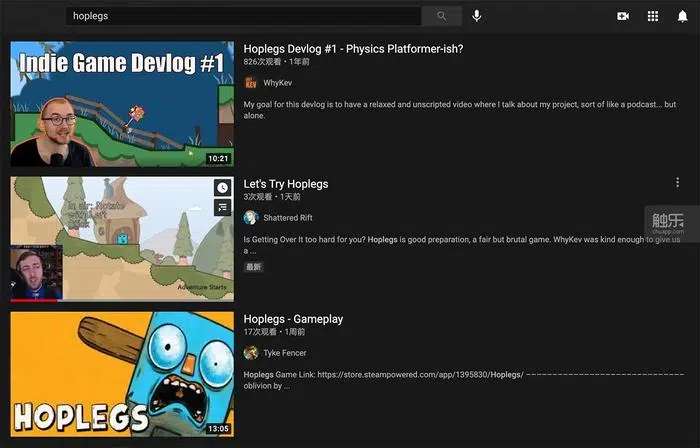 hoplegs
Indie Game Devlog #1
10:21
Hoplegs Devlog #1 - Physics Platformer-ish?
826次观看 • 1年前
WhyKev
My goal for this devlog is to have a relaxed and unscripted video where I talk about my project, sort of like a podcast... but
alone.
In air: Rotate
with Left
Stick
Adventure Starts
Let's Try Hoplegs
3次观看 • 1天前
Shattered Rift
Is Getting Over It too hard for you? Hoplegs is good preparation, a fair but brutal game. WhyKev was kind enough to give us
a ...
最新
触乐
chuapp.com
HOPLEGS
13:05
Hoplegs - Gameplay
17次观看 • 1周前
Tyke Fencer
Hoplegs Game Link: https://store.steampowered.com/app/1395830/Hoplegs/ ––––––––––––––––––––––––––––––
oblivion by ...